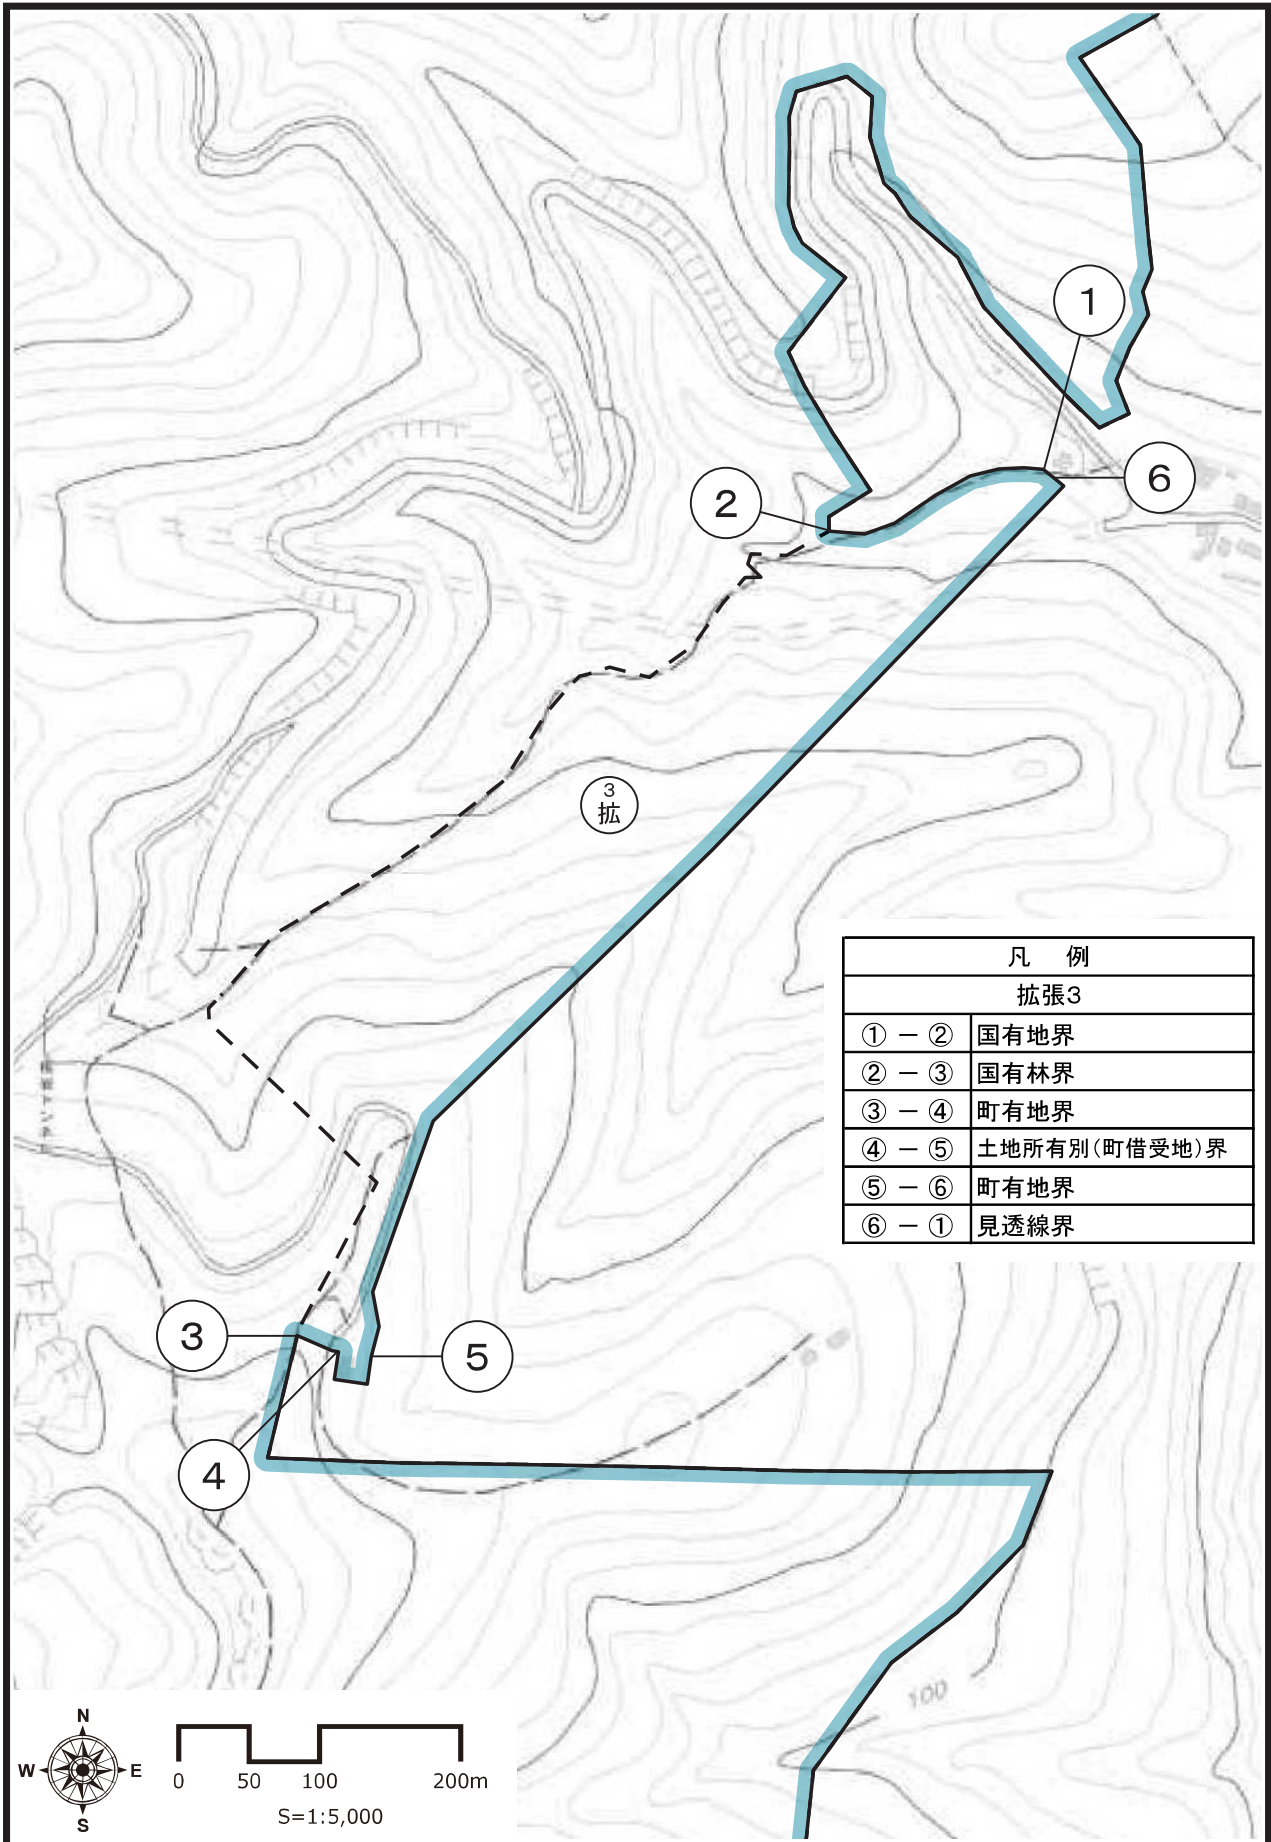 1
6
2
3
拡
凡 例
拡張3
① － ② 国有地界
② － ③ 国有林界
③ － ④ 町有地界
④ － ⑤ 土地所有別(町借受地)界
⑤ － ⑥ 町有地界
⑥ － ① 見透線界
3
5
4
100
N
W E
S
0 50 100 200m
S=1:5,000